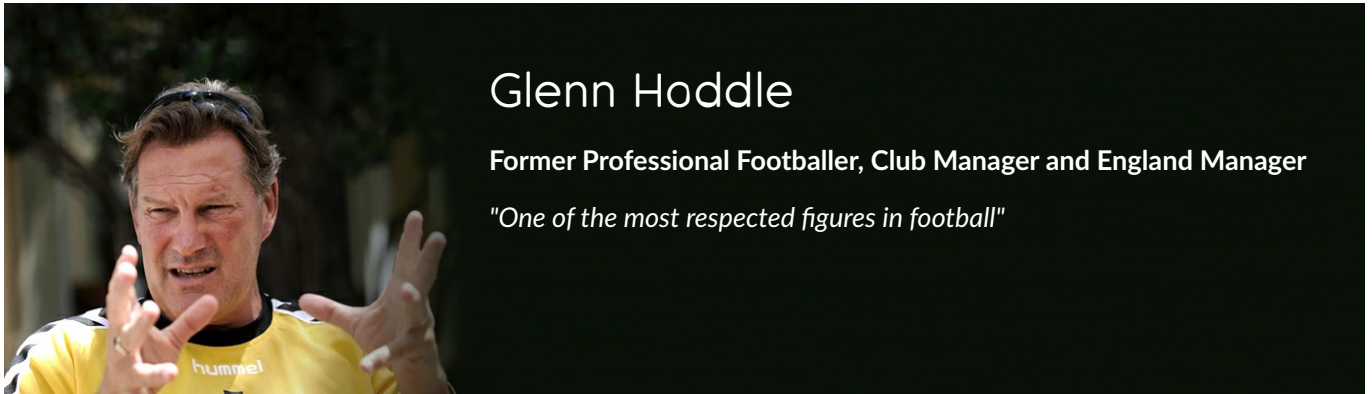 Glenn Hoddle
Former Professional Footballer, Club Manager and England Manager
"One of the most respected figures in football"
hummel